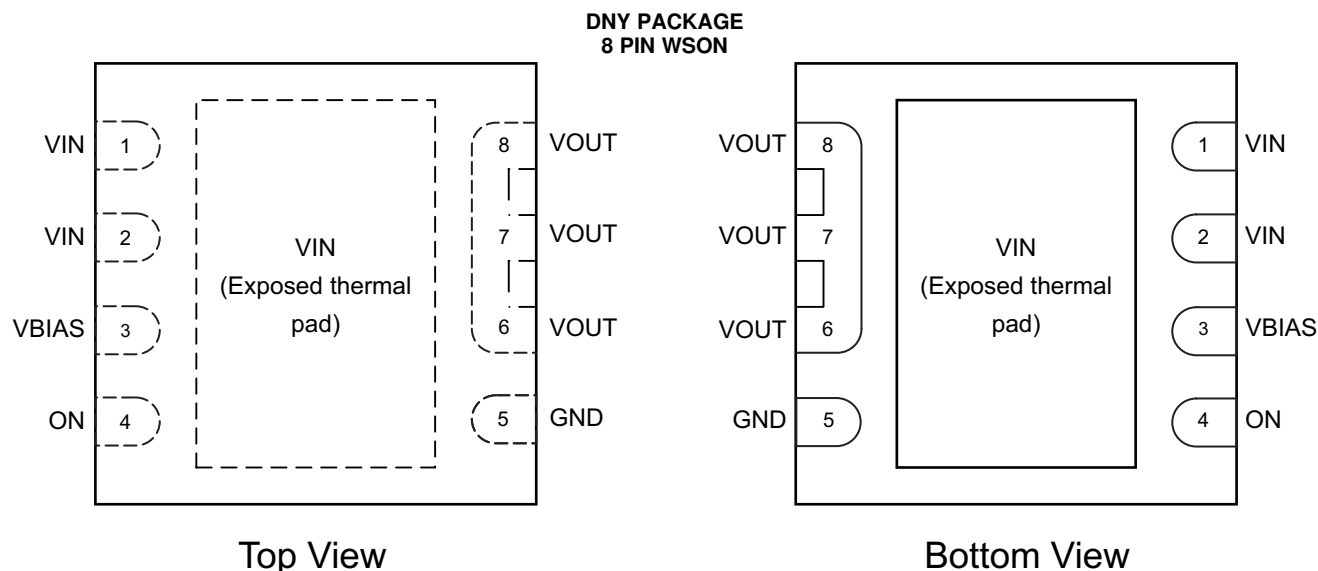 DNY PACKAGE
8 PIN WSON
VIN 1
VIN 2
VBIAS 3
ON 4
VIN
(Exposed thermal
pad)
8 VOUT
7 VOUT
6 VOUT
5 GND
Top View
VOUT 8
VOUT 7
VOUT 6
GND 5
VIN
(Exposed thermal
pad)
1 VIN
2 VIN
3 VBIAS
4 ON
Bottom View